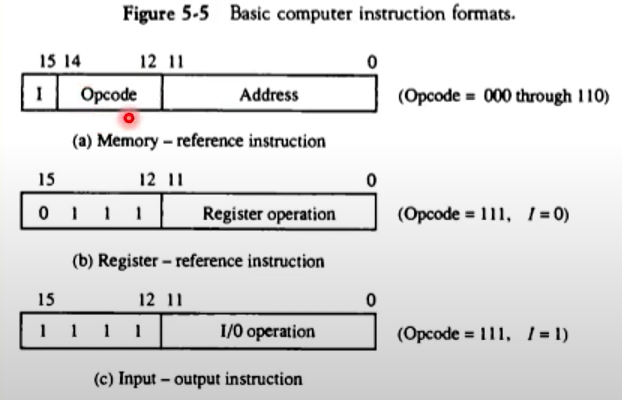 Figure 5-5 Basic computer instruction formats.
15 14 12 11 0
I Opcode Address (Opcode = 000 through 110)
(a) Memory – reference instruction
15 12 11 0
0 1 1 1 Register operation (Opcode = 111, I = 0)
(b) Register – reference instruction
15 12 11 0
1 1 1 1 I/0 operation (Opcode = 111, I = 1)
(c) Input – output instruction